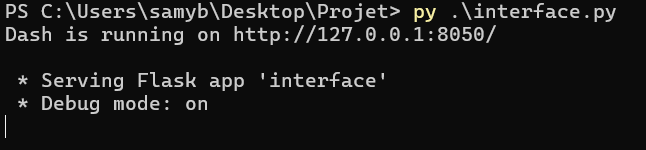 PS C:\Users\samyb\Desktop\Projet> py .\interface.py
Dash is running on http://127.0.0.1:8050/
 * Serving Flask app 'interface'
 * Debug mode: on